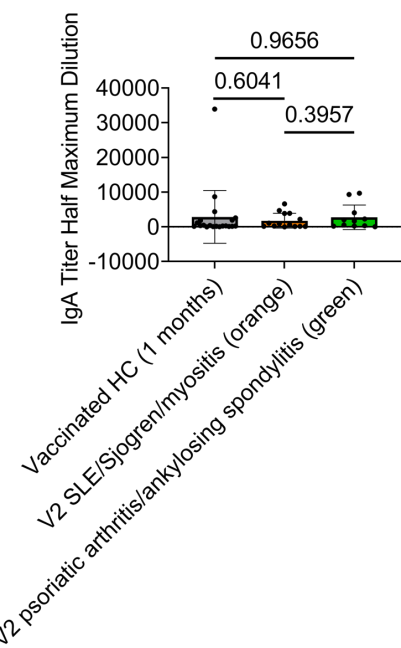 IgA Titer Half Maximum Dilution
0.9656
0.6041
0.3957
40000
30000
20000
10000
0
-10000
Vaccinated HC (1 months)
V2 SLE/Sjogren/myositis (orange)
V2 psoriatic arthritis/ankylosing spondylitis (green)